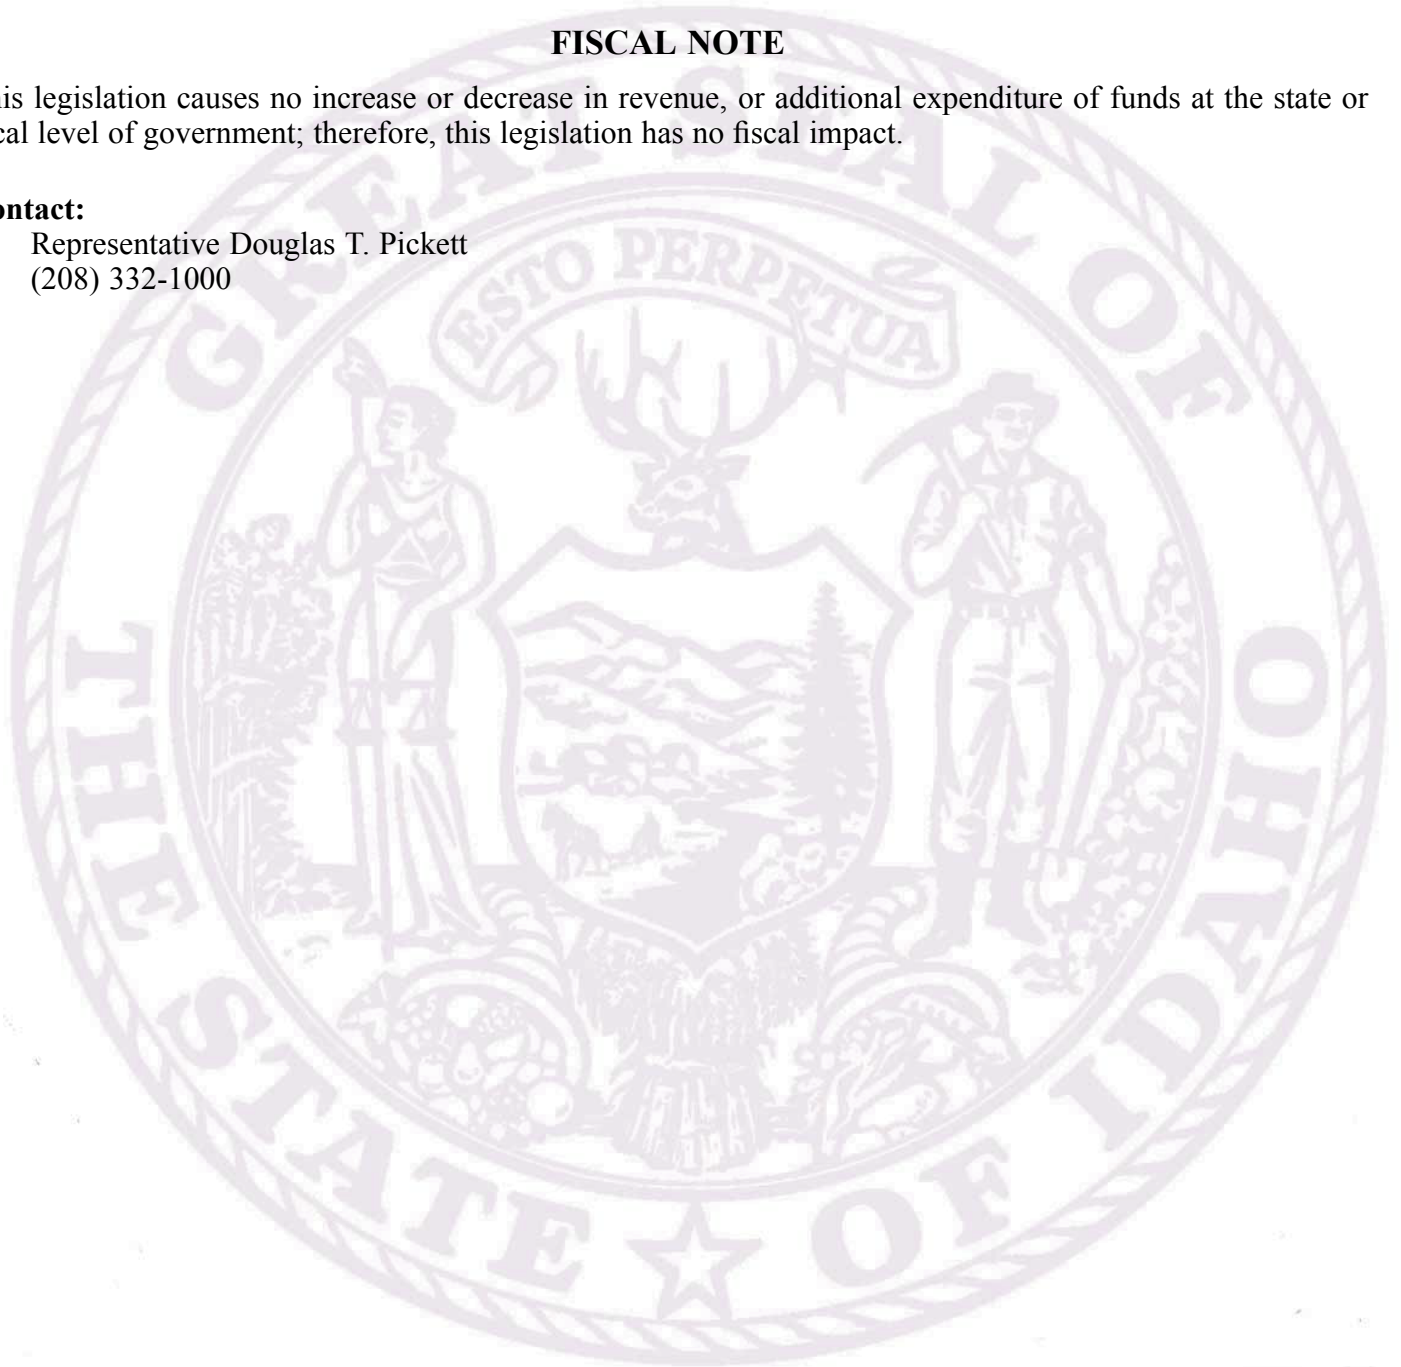 FISCAL NOTE
his legislation causes no increase or decrease in revenue, or additional expenditure of funds at the state or
cal level of government; therefore, this legislation has no fiscal impact.
ontact:
Representative Douglas T. Pickett
(208) 332-1000
THE GREAT SEAL OF
STATE OF IDAHO
ESTO PERPETUA